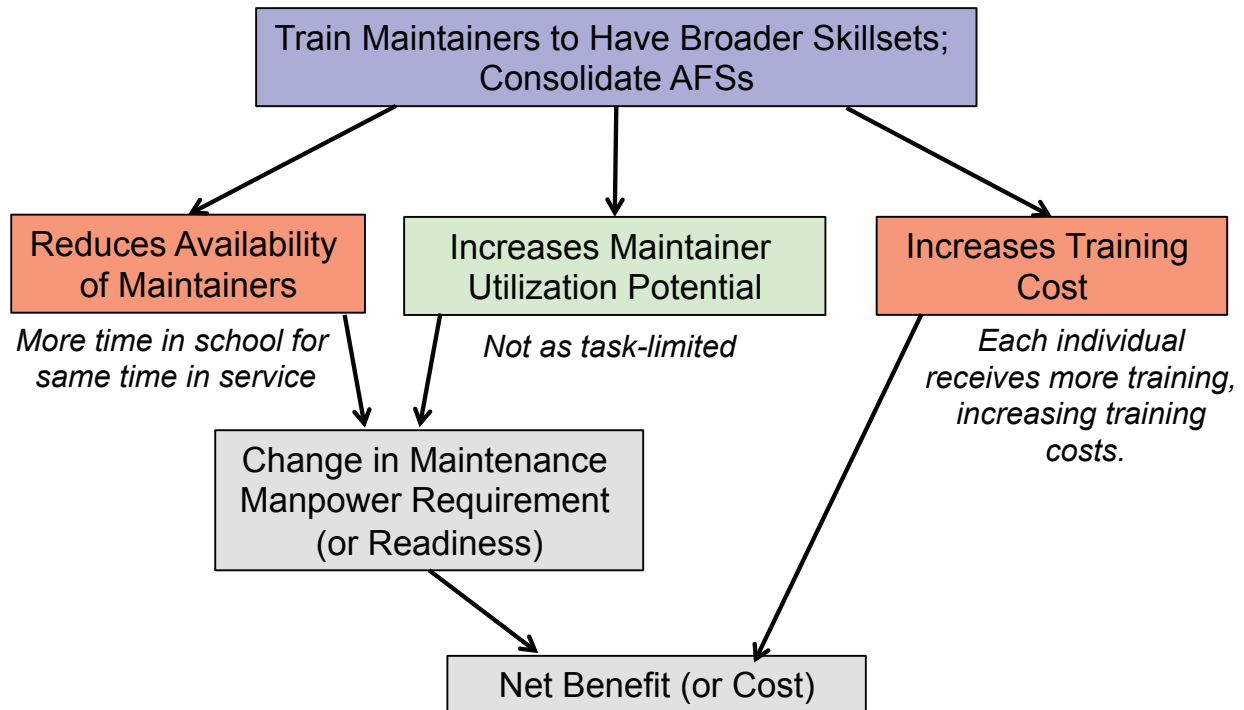 Train Maintainers to Have Broader Skillsets;
Consolidate AFSs
Reduces Availability
of Maintainers
More time in school for
same time in service
Increases Maintainer
Utilization Potential
Not as task-limited
Increases Training
Cost
Each individual
receives more training,
increasing training
costs.
Change in Maintenance
Manpower Requirement
(or Readiness)
Net Benefit (or Cost)